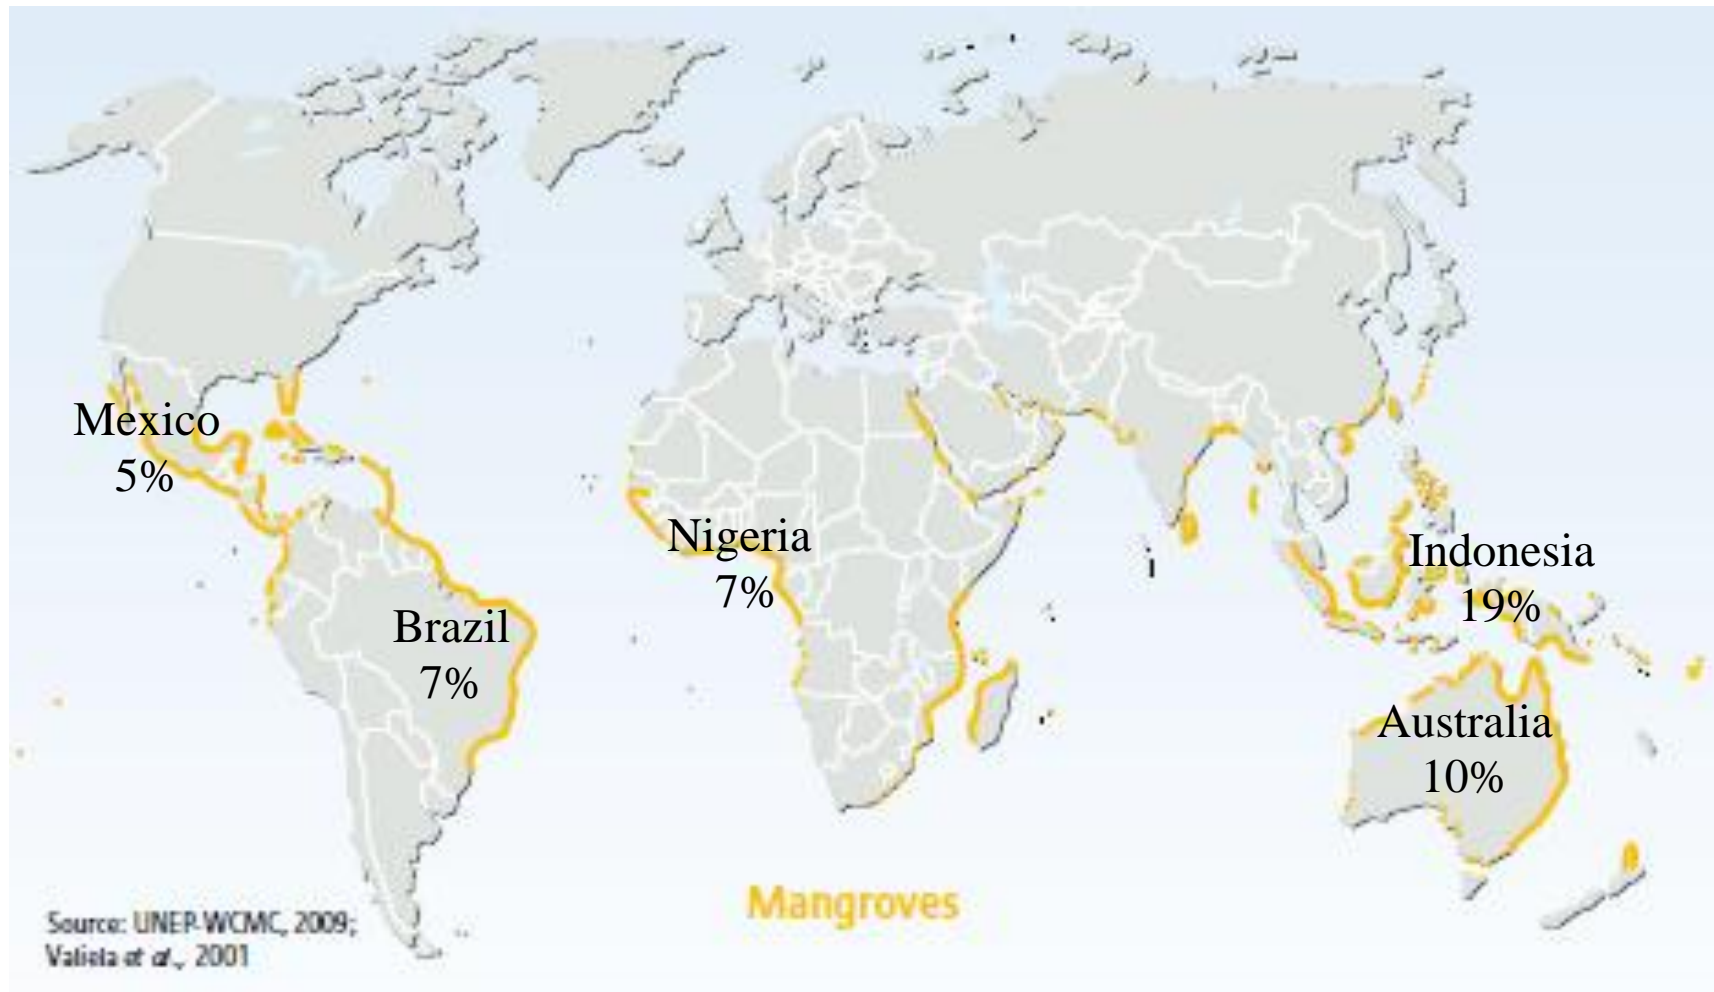 Mexico
5%
Nigeria
7%
Indonesia
19%
Brazil
7%
Australia
10%
Mangroves
Source: UNEP-WCMC, 2009;
Valiela et al., 2001